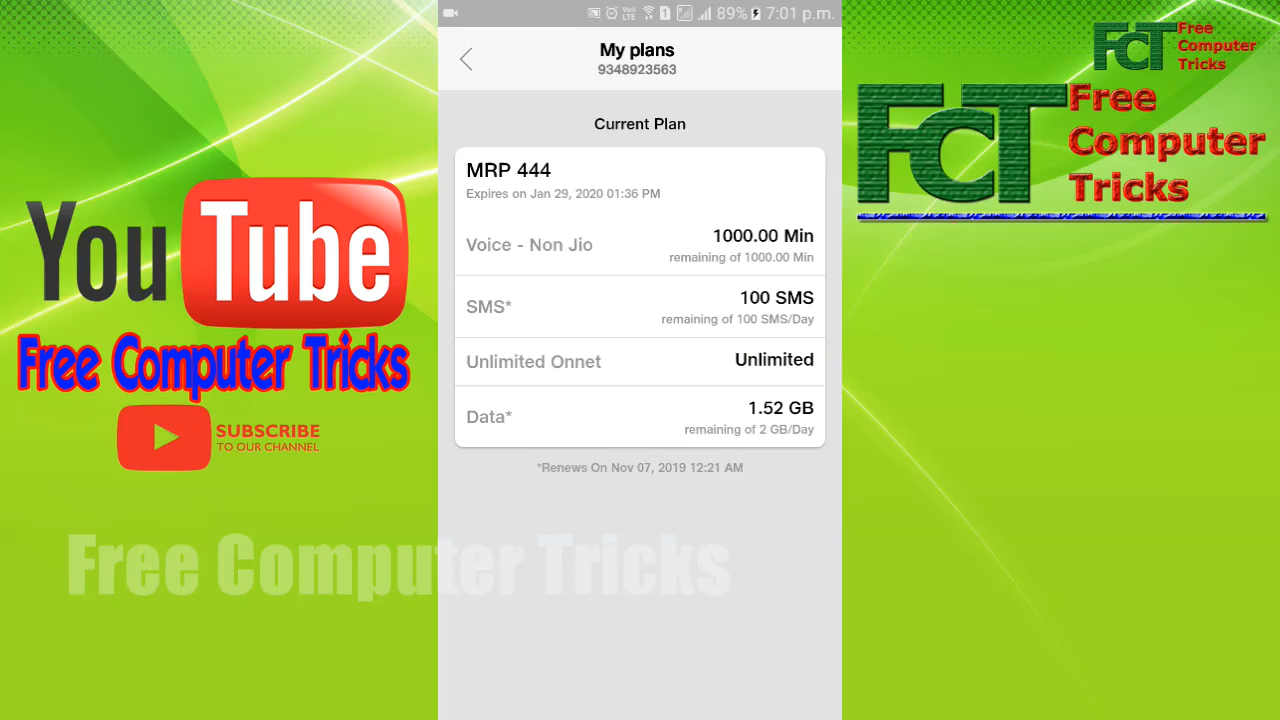 You Tube
Free Computer Tricks
SUBSCRIBE
TO OUR CHANNEL
Vo))
LTE
1
89%
7:01 p.m.
My plans
9348923563
Current Plan
MRP 444
Expires on Jan 29, 2020 01:36 PM
Voice - Non Jio
1000.00 Min
remaining of 1000.00 Min
SMS*
100 SMS
remaining of 100 SMS/Day
Unlimited Onnet
Unlimited
Data*
1.52 GB
remaining of 2 GB/Day
*Renews On Nov 07, 2019 12:21 AM
Free Computer Tricks
FCT
Free
Computer
Tricks
FCT
Free
Computer
Tricks